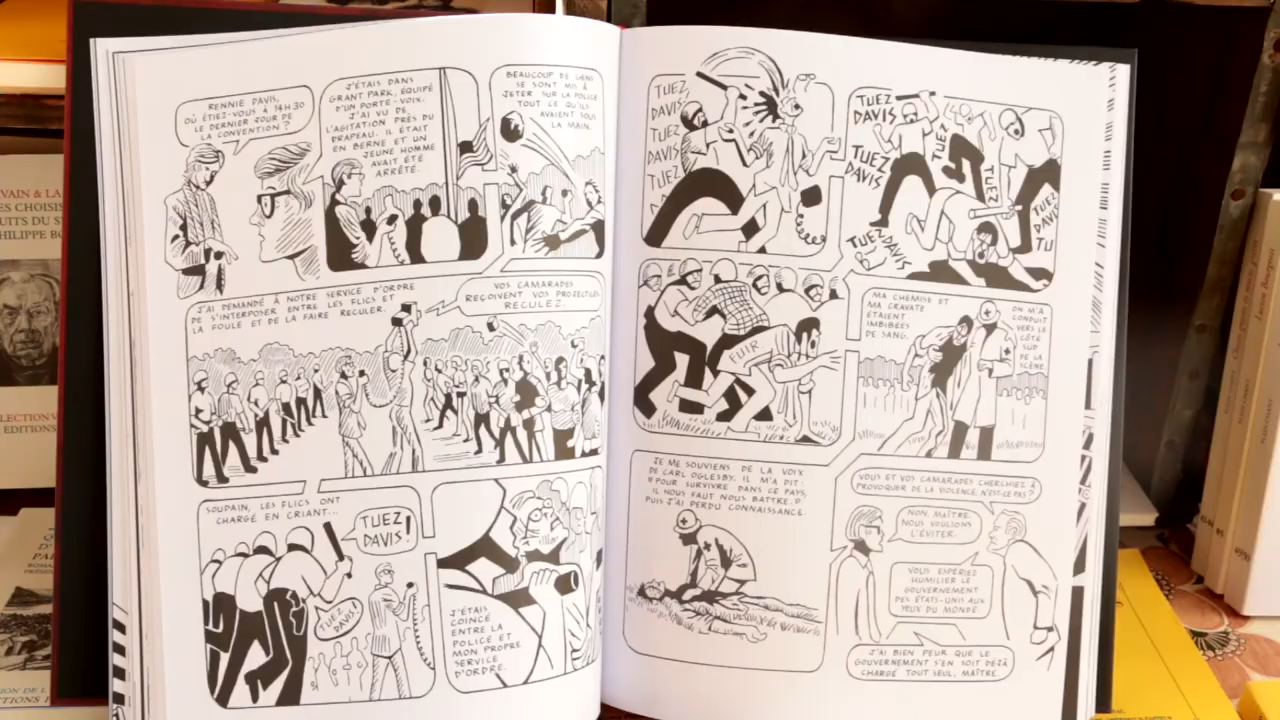 RENNIE DAVIS,
OÙ ÉTIEZ-VOUS À 14H30
LE DERNIER JOUR DE
LA CONVENTION ?
J'ÉTAIS DANS
GRANT PARK, ÉQUIPÉ
D'UN PORTE-VOIX.
J'AI VU DE
L'AGITATION PRÈS DU
DRAPEAU. IL ÉTAIT
EN BERNE ET UN
JEUNE HOMME
AVAIT ÉTÉ
ARRÊTÉ.
BEAUCOUP DE GENS
SE SONT MIS À
JETER SUR LA POLICE
TOUT CE QU'ILS
AVAIENT SOUS
LA MAIN.
J'AI DEMANDÉ À NOTRE SERVICE D'ORDRE
DE S'INTERPOSER ENTRE LES FLICS ET
LA FOULE ET DE LA FAIRE RECULER.
VOS CAMARADES
REÇOIVENT VOS PROJECTILES
RECULEZ.
SOUDAIN, LES FLICS ONT
CHARGÉ EN CRIANT...
TUEZ
DAVIS !
TUEZ
DAVIS !
J'ÉTAIS
COINCÉ
ENTRE LA
POLICE ET
MON PROPRE
SERVICE
D'ORDRE.
TUEZ
DAVIS
TUEZ
DAVIS
TUEZ
TUEZ
DAVIS
TUEZ
DAVIS
TUEZ
TUEZ
TUEZ DAVIS
TUEZ
DAVIS
TU
FUIR.
MA CHEMISE ET
MA CRAVATE
ÉTAIENT
IMBIBÉES
DE SANG.
ON M'A
CONDUIT
VERS LE
CÔTÉ
SUD
DE LA
SCÈNE.
JE ME SOUVIENS DE LA VOIX
DE CARL OGLESBY. IL M'A DIT :
« POUR SURVIVRE DANS CE PAYS,
IL NOUS FAUT NOUS BATTRE. »
PUIS J'AI PERDU CONNAISSANCE.
VOUS ET VOS CAMARADES CHERCHIEZ À
PROVOQUER DE LA VIOLENCE, N'EST-CE PAS ?
NON, MAÎTRE.
NOUS VOULIONS
L'ÉVITER.
VOUS ESPÉRIEZ
HUMILIER LE
GOUVERNEMENT
DES ÉTATS-UNIS AUX
YEUX DU MONDE.
J'AI BIEN PEUR QUE LE
GOUVERNEMENT S'EN SOIT DÉJÀ
CHARGÉ TOUT SEUL, MAÎTRE.